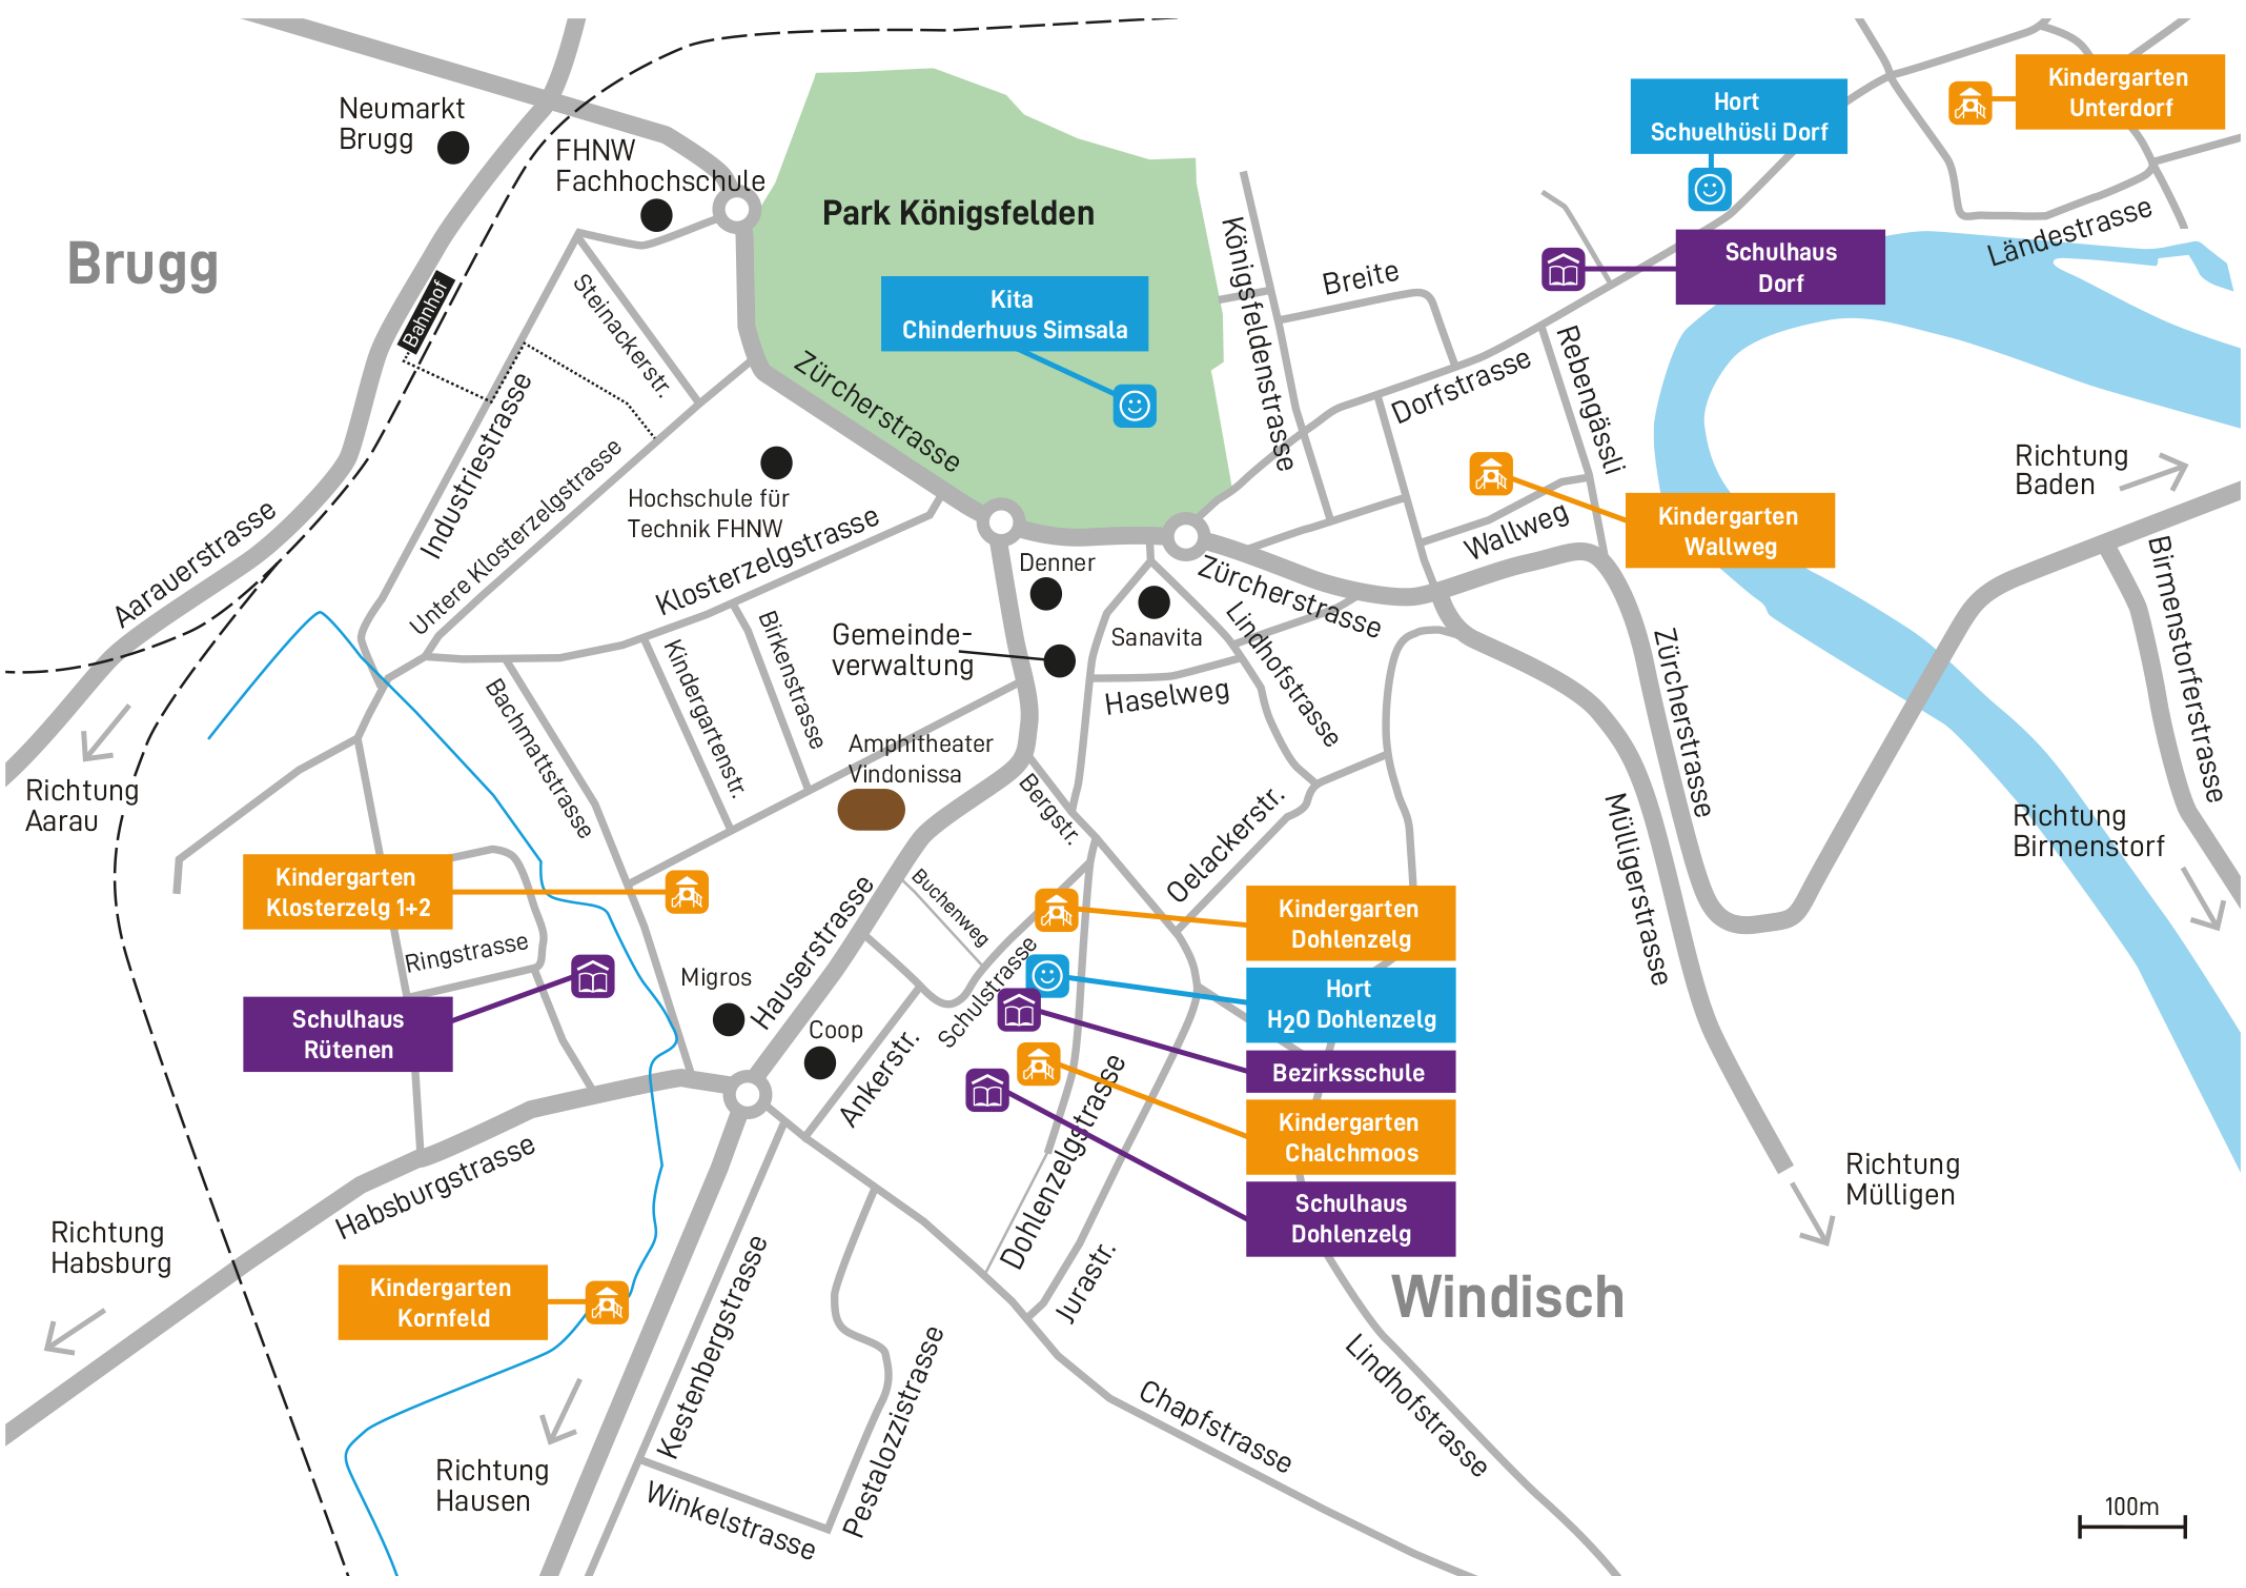 Neumarkt
Brugg
FHNW
Fachhochschule
Brugg
Bahnhof
Park Königsfelden
Kita
Chinderhuus Simsala
Hort
Schuelhüsli Dorf
Kindergarten
Unterdorf
Schulhaus
Dorf
Ländestrasse
Königsfeldenstrasse
Breite
Dorfstrasse
Rebengässli
Steinackerstr.
Zürcherstrasse
Industriestrasse
Untere Klosterzelgstrasse
Hochschule für
Technik FHNW
Klosterzelgstrasse
Aarauerstrasse
Kindergarten
Wallweg
Wallweg
Richtung
Baden
Birmenstorferstrasse
Denner
Sanavita
Zürcherstrasse
Lindhofstrasse
Haselweg
Gemeinde-
verwaltung
Birkenstrasse
Kindergartenstr.
Bachmattstrasse
Amphitheater
Vindonissa
Bergstr.
Oelackerstr.
Zürcherstrasse
Mülligerstrasse
Richtung
Birmenstorf
Richtung
Aarau
Kindergarten
Klosterzelg 1+2
Ringstrasse
Schulhaus
Rütenen
Migros
Hauserstrasse
Coop
Buchenweg
Schulstrasse
Ankerstr.
Kindergarten
Dohlenzelg
Hort
H2O Dohlenzelg
Bezirksschule
Kindergarten
Chalchmoos
Schulhaus
Dohlenzelg
Dohlenzelgstrasse
Jurastr.
Richtung
Mülligen
Habsburgstrasse
Richtung
Habsburg
Kindergarten
Kornfeld
Windisch
Kestenbergstrasse
Pestalozzistrasse
Winkelstrasse
Chapfstrasse
Lindhofstrasse
Richtung
Hausen
100m